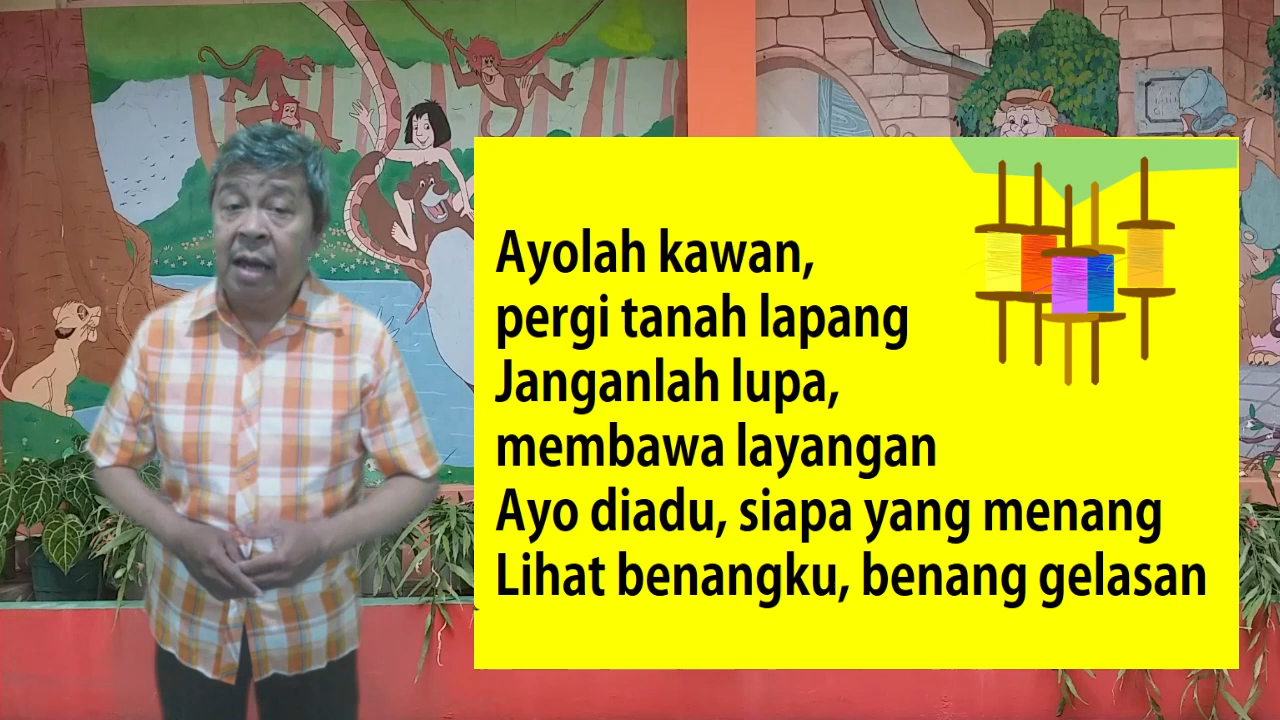 Ayolah kawan,
pergi tanah lapang
Janganlah lupa,
membawa layangan
Ayo diadu, siapa yang menang
Lihat benangku, benang gelasan